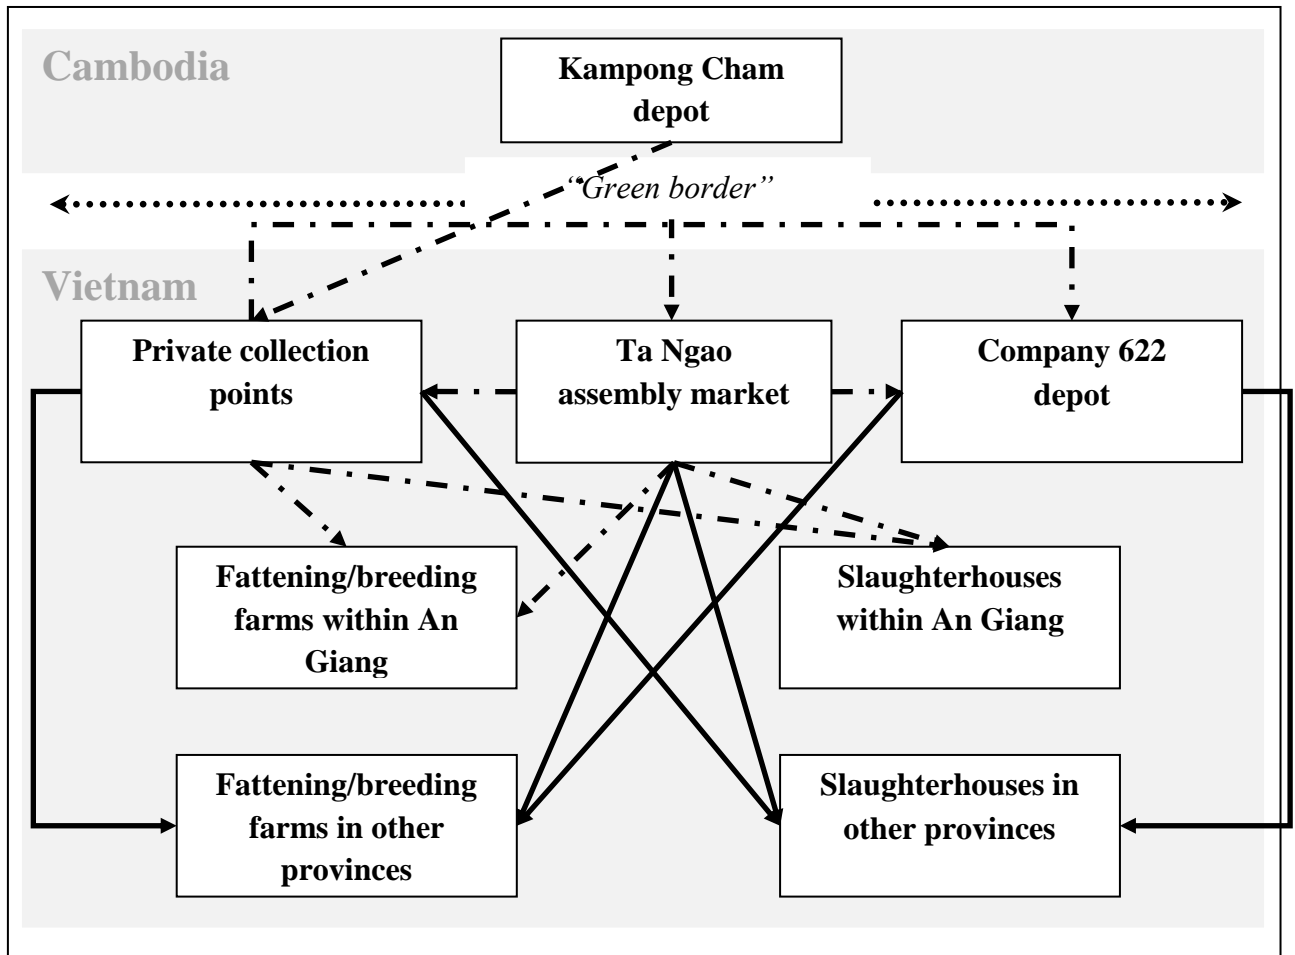 Cambodia
Kampong Cham
depot
“Green border”
Vietnam
Private collection
points
Ta Ngao
assembly market
Company 622
depot
Fattening/breeding
farms within An
Giang
Slaughterhouses
within An Giang
Fattening/breeding
farms in other
provinces
Slaughterhouses in
other provinces